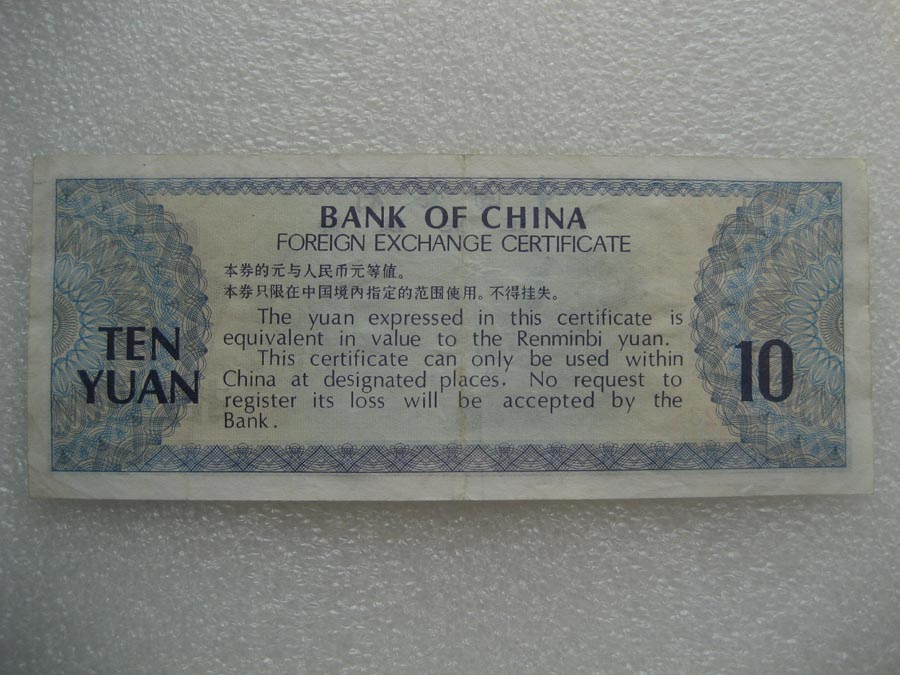 BANK OF CHINA
FOREIGN EXCHANGE CERTIFICATE
本券的元与人民币元等值。
本券只限在中国境内指定的范围使用。不得挂失。
The yuan expressed in this certificate is
equivalent in value to the Renminbi yuan.
This certificate can only be used within
China at designated places. No request to
register its loss will be accepted by the
Bank.
TEN
YUAN
10